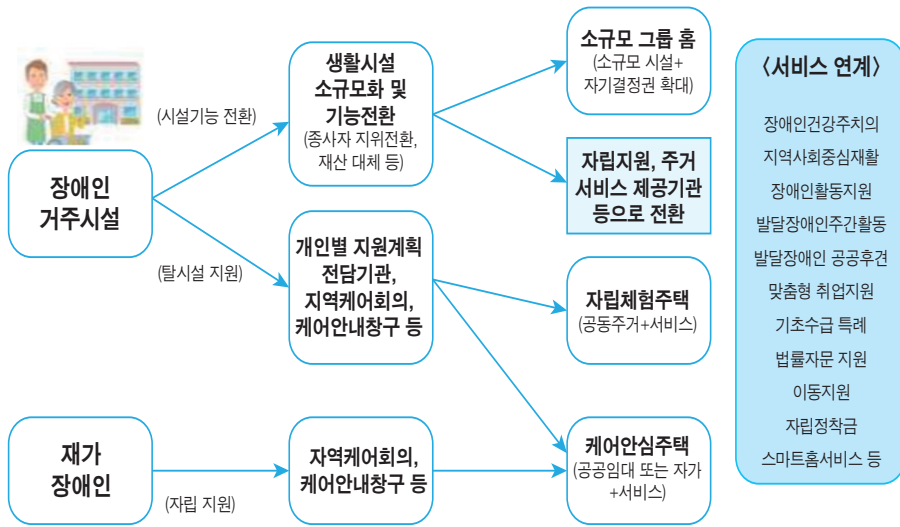 장애인
거주시설
(시설기능 전환)
(탈시설 지원)
생활시설
소규모화 및
기능전환
(종사자 지위전환,
재산 대체 등)
개인별 지원계획
전담기관,
지역케어회의,
케어안내창구 등
소규모 그룹 홈
(소규모 시설+
자기결정권 확대)
자립지원, 주거
서비스 제공기관
등으로 전환
자립체험주택
(공동주거+서비스)
재가
장애인
(자립 지원)
자역케어회의,
케어안내창구 등
케어안심주택
(공공임대 또는 자가
+서비스)
〈서비스 연계〉
장애인건강주치의
지역사회중심재활
장애인활동지원
발달장애인주간활동
발달장애인 공공후견
맞춤형 취업지원
기초수급 특례
법률자문 지원
이동지원
자립정착금
스마트홈서비스 등